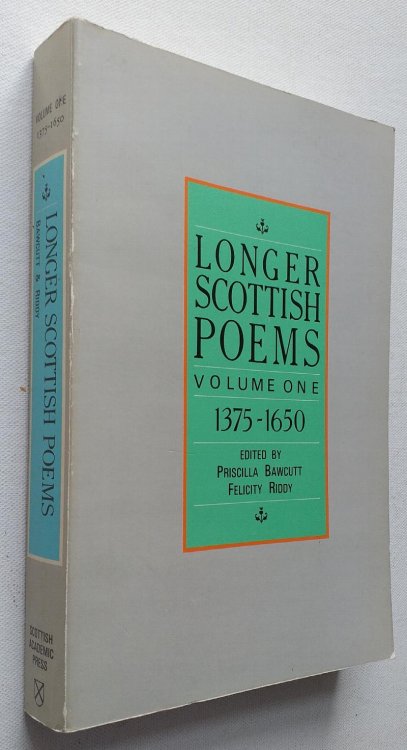 VOLUME ONE
1375-1650
LONGER SCOTTISH POEMS
BAWCUTT & RIDDY
SCOTTISH
ACADEMIC
PRESS
LONGER
SCOTTISH
POEMS
VOLUME ONE
1375-1650
EDITED BY
PRISCILLA BAWCUTT
FELICITY RIDDY